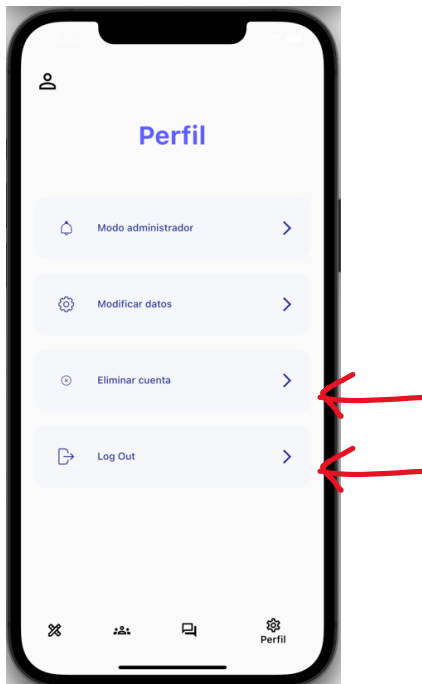 Perfil
Modo administrador
Modificar datos
Eliminar cuenta
Log Out
Perfil